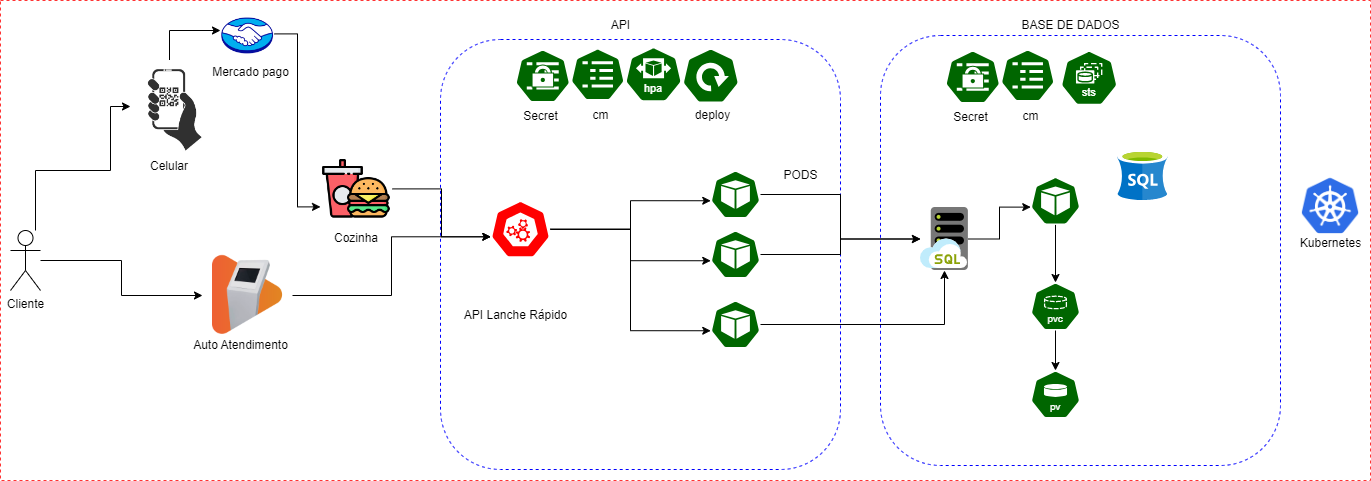 API
BASE DE DADOS
Mercado pago
hpa
sts
Secret
cm
deploy
Secret
cm
Celular
PODS
SQL
Cozinha
Kubernetes
SQL
Cliente
API Lanche Rápido
pvc
Auto Atendimento
pv